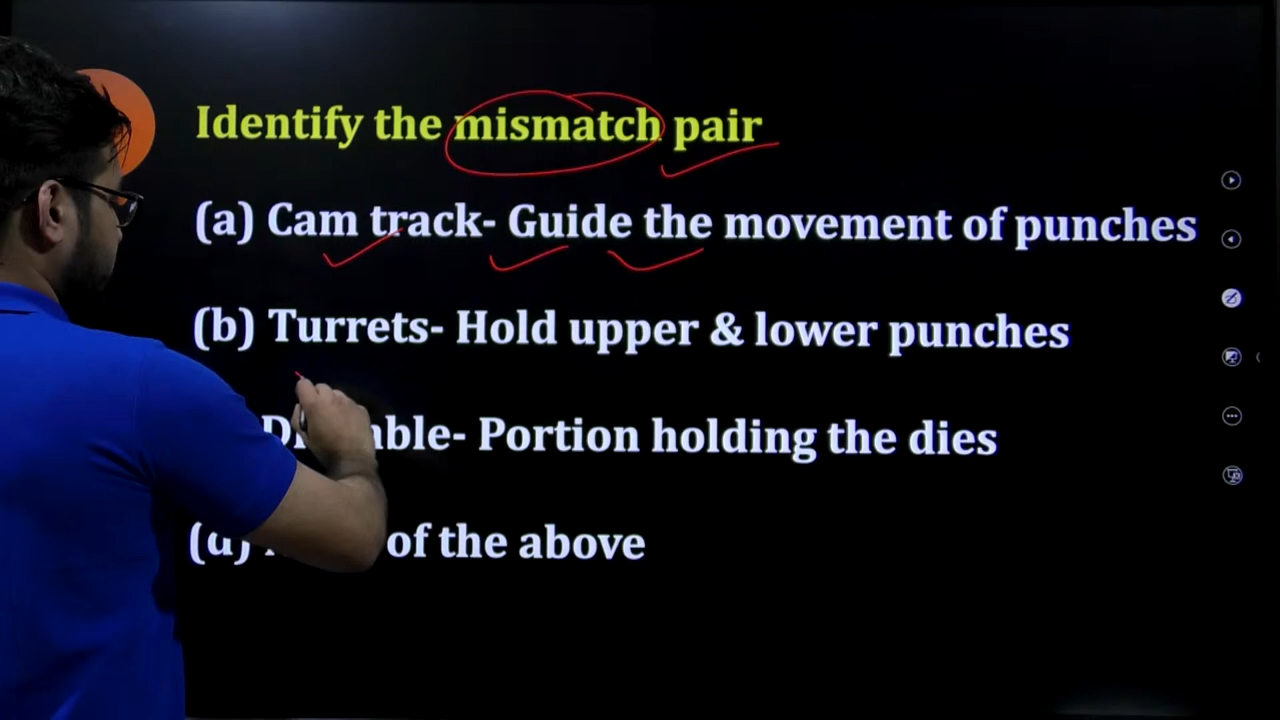 Identify the mismatch pair
(a) Cam track- Guide the movement of punches
(b) Turrets- Hold upper & lower punches
Portion holding the dies
(d) of the above